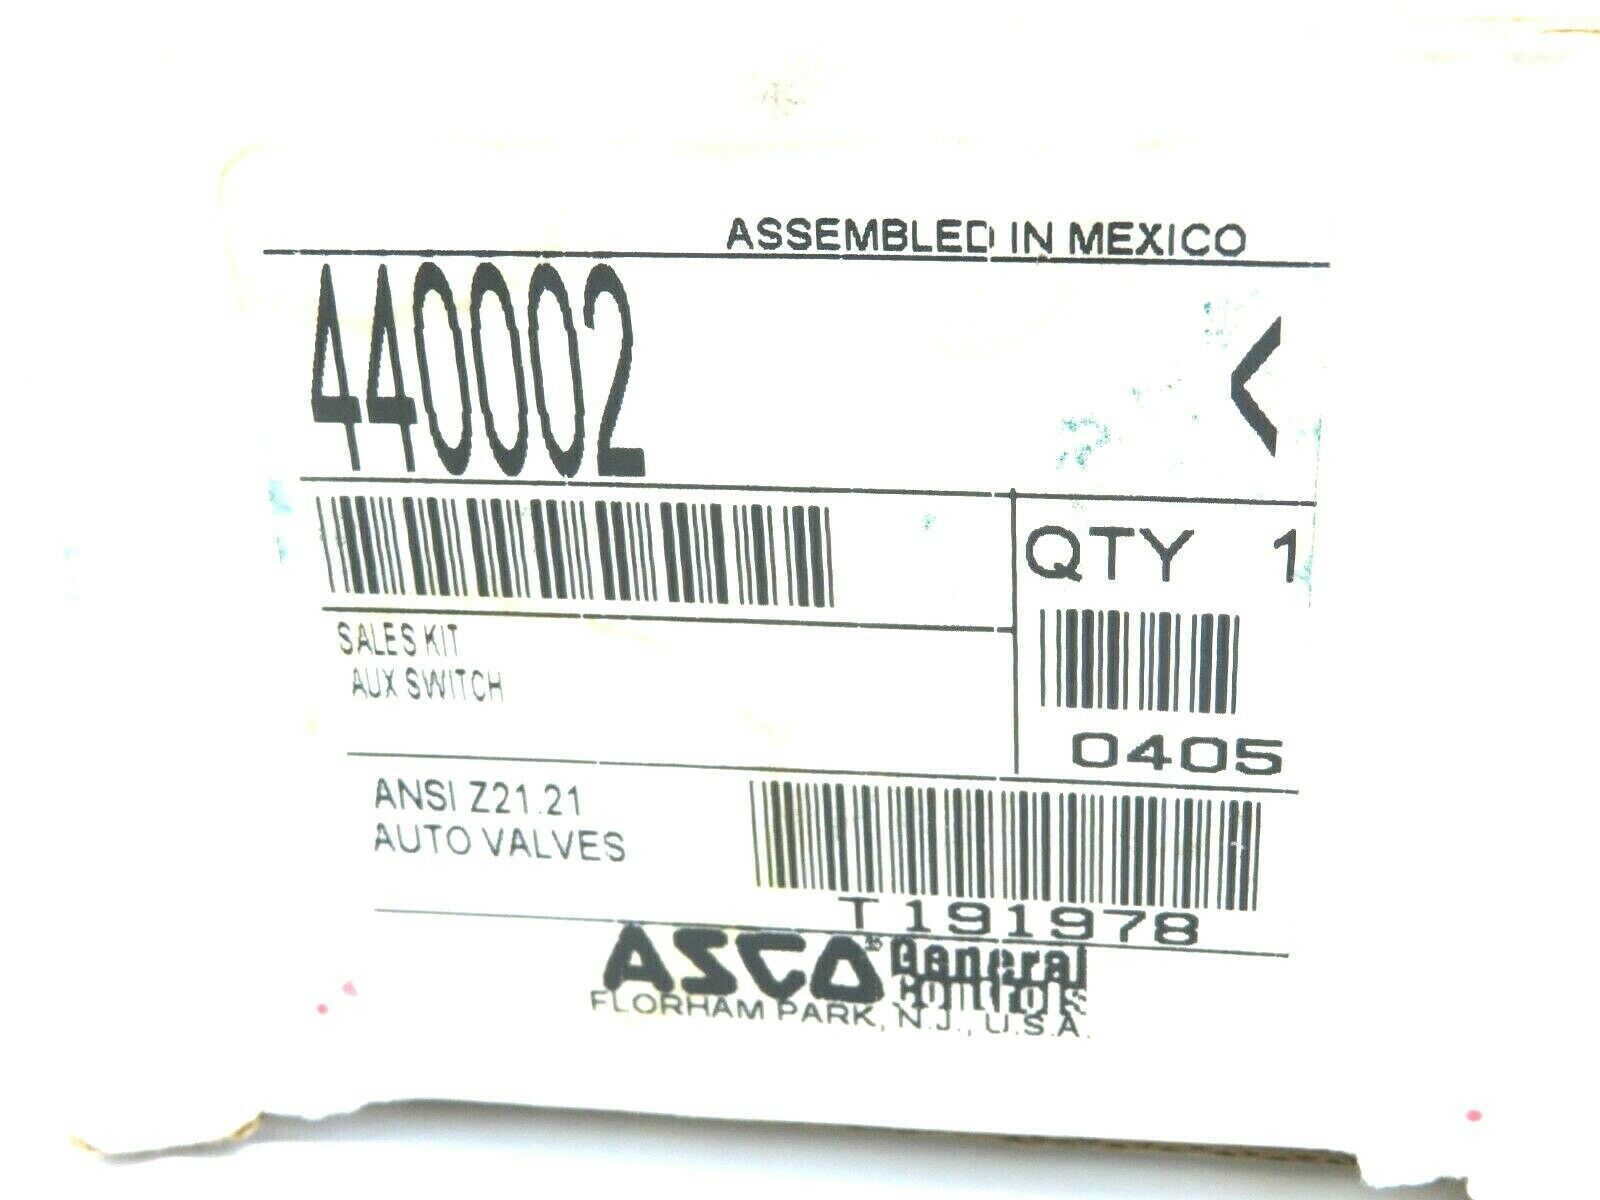 ASSEMBLED IN MEXICO
440002
<
QTY 1
SALES KIT
AUX SWITCH
0405
ANSI Z21.21
AUTO VALVES
T191978
ASCO® General Controls
FLORHAM PARK, N.J., U.S.A.